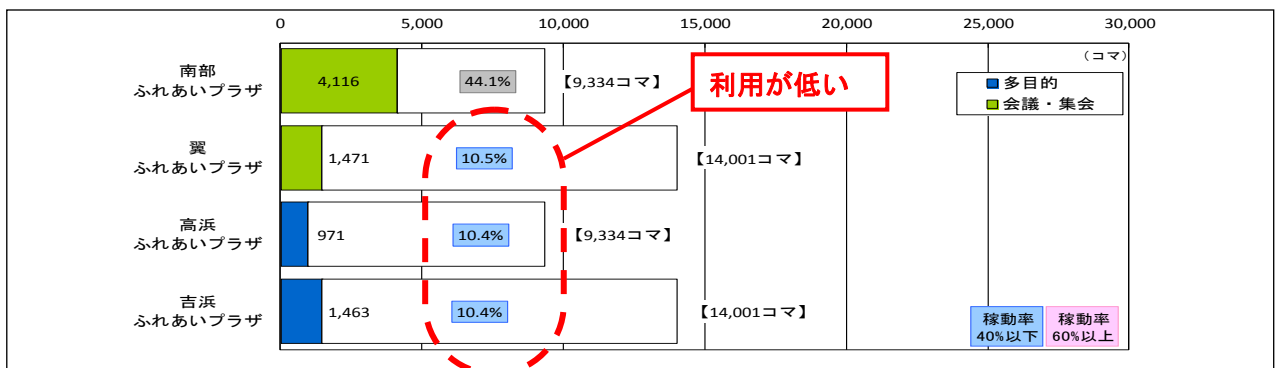 0 5,000 10,000 15,000 20,000 25,000 30,000
(コマ)
南部
ふれあいプラザ
4,116 44.1% 【9,334コマ】
利用が低い
多目的
会議・集会
翼
ふれあいプラザ
1,471 10.5% 【14,001コマ】
高浜
ふれあいプラザ
971 10.4% 【9,334コマ】
吉浜
ふれあいプラザ
1,463 10.4% 【14,001コマ】
稼動率
40%以下
稼動率
60%以上